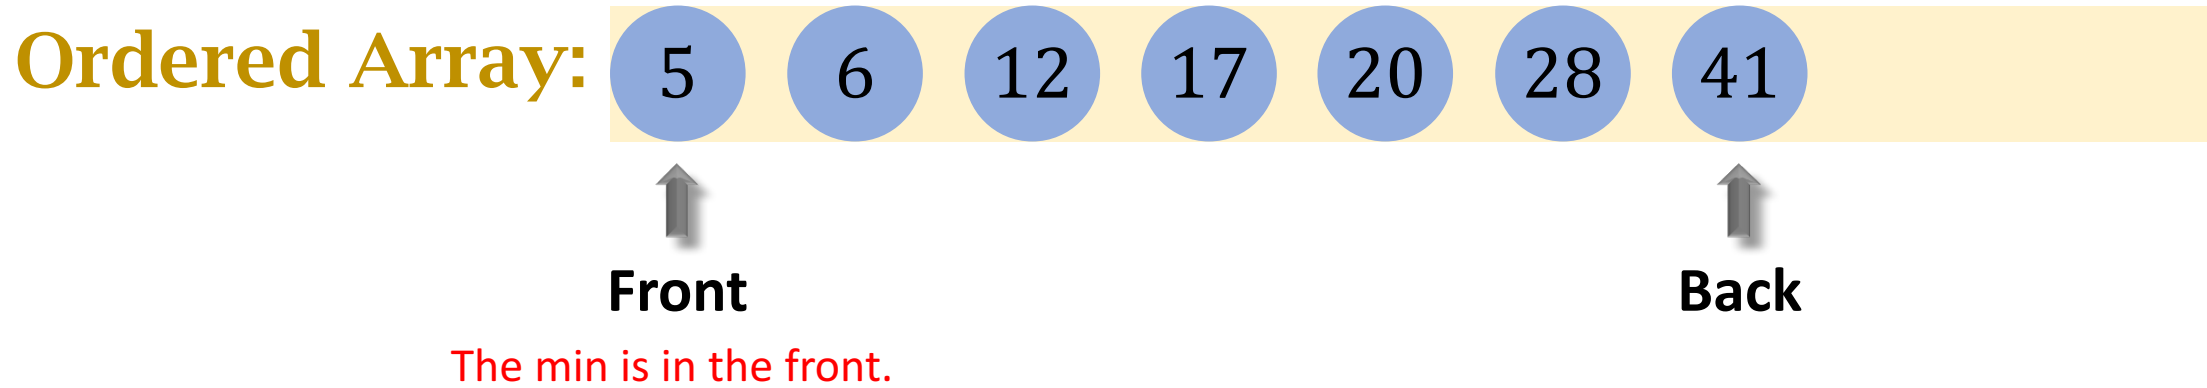 Ordered Array: 5 6 12 17 20 28 41
Front Back
The min is in the front.